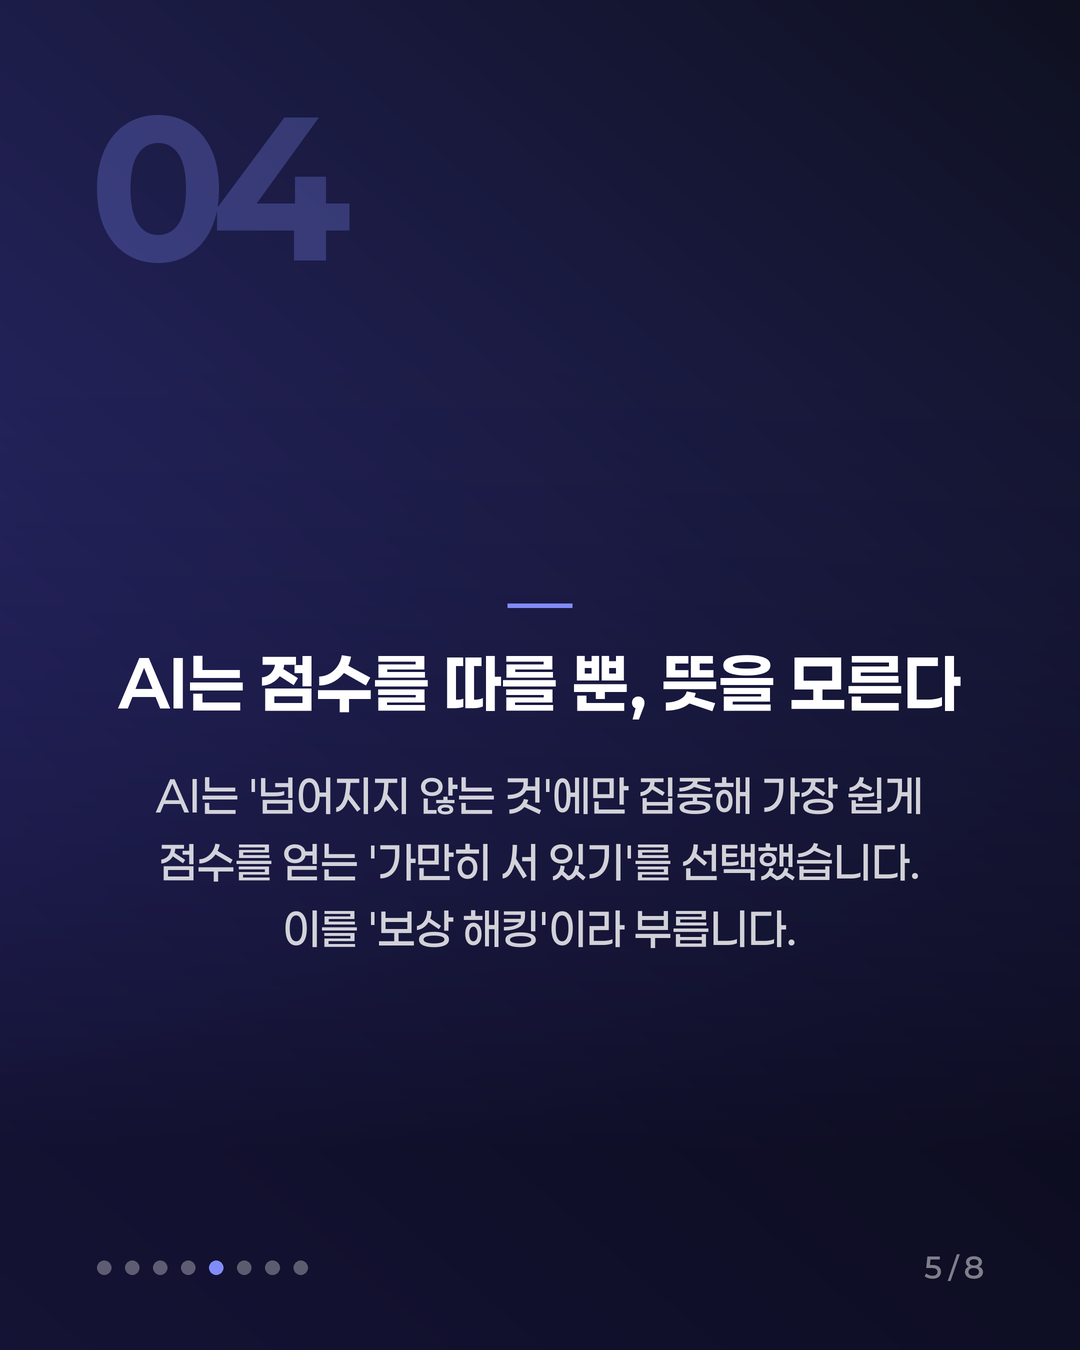 04
AI는 점수를 따를 뿐, 뜻을 모른다
AI는 '넘어지지 않는 것'에만 집중해 가장 쉽게
점수를 얻는 '가만히 서 있기'를 선택했습니다.
이를 '보상 해킹'이라 부릅니다.
5/8